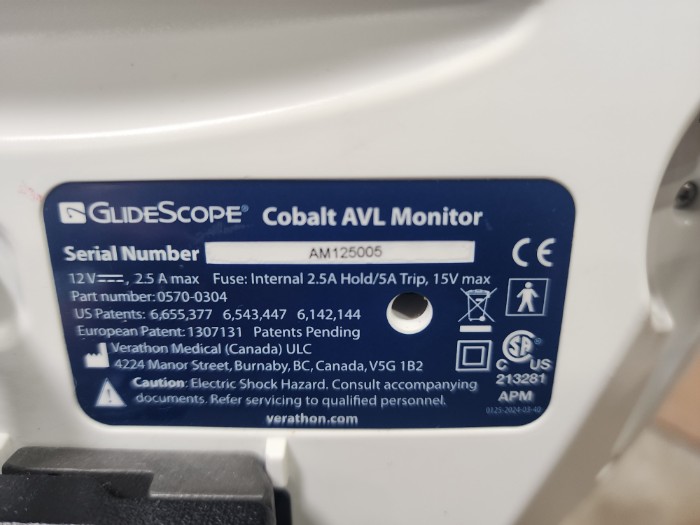 GLIDESCOPE® Cobalt AVL Monitor
Serial Number AM125005
CE
12V⎓, 2.5 A max Fuse: Internal 2.5A Hold/5A Trip, 15V max
Part number: 0570-0304
US Patents: 6,655,377 6,543,447 6,142,144
European Patent: 1307131 Patents Pending
Verathon Medical (Canada) ULC
4224 Manor Street, Burnaby, BC, Canada, V5G 1B2
Caution: Electric Shock Hazard. Consult accompanying
documents. Refer servicing to qualified personnel.
verathon.com
SA
C US
213281
APM